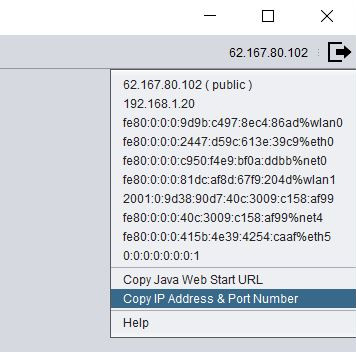 62.167.80.102
62.167.80.102 ( public )
192.168.1.20
fe80:0:0:0:9d9b:c497:8ec4:86ad%wlan0
fe80:0:0:0:2447:d59c:613e:39c9%eth0
fe80:0:0:0:c950:f4e9:bf0a:ddbb%net0
fe80:0:0:0:81dc:af8d:67f9:204d%wlan1
2001:0:9d38:90d7:40c:3009:c158:af99
fe80:0:0:0:40c:3009:c158:af99%net4
fe80:0:0:0:415b:4e39:4254:caaf%eth5
0:0:0:0:0:0:0:1
Copy Java Web Start URL
Copy IP Address & Port Number
Help